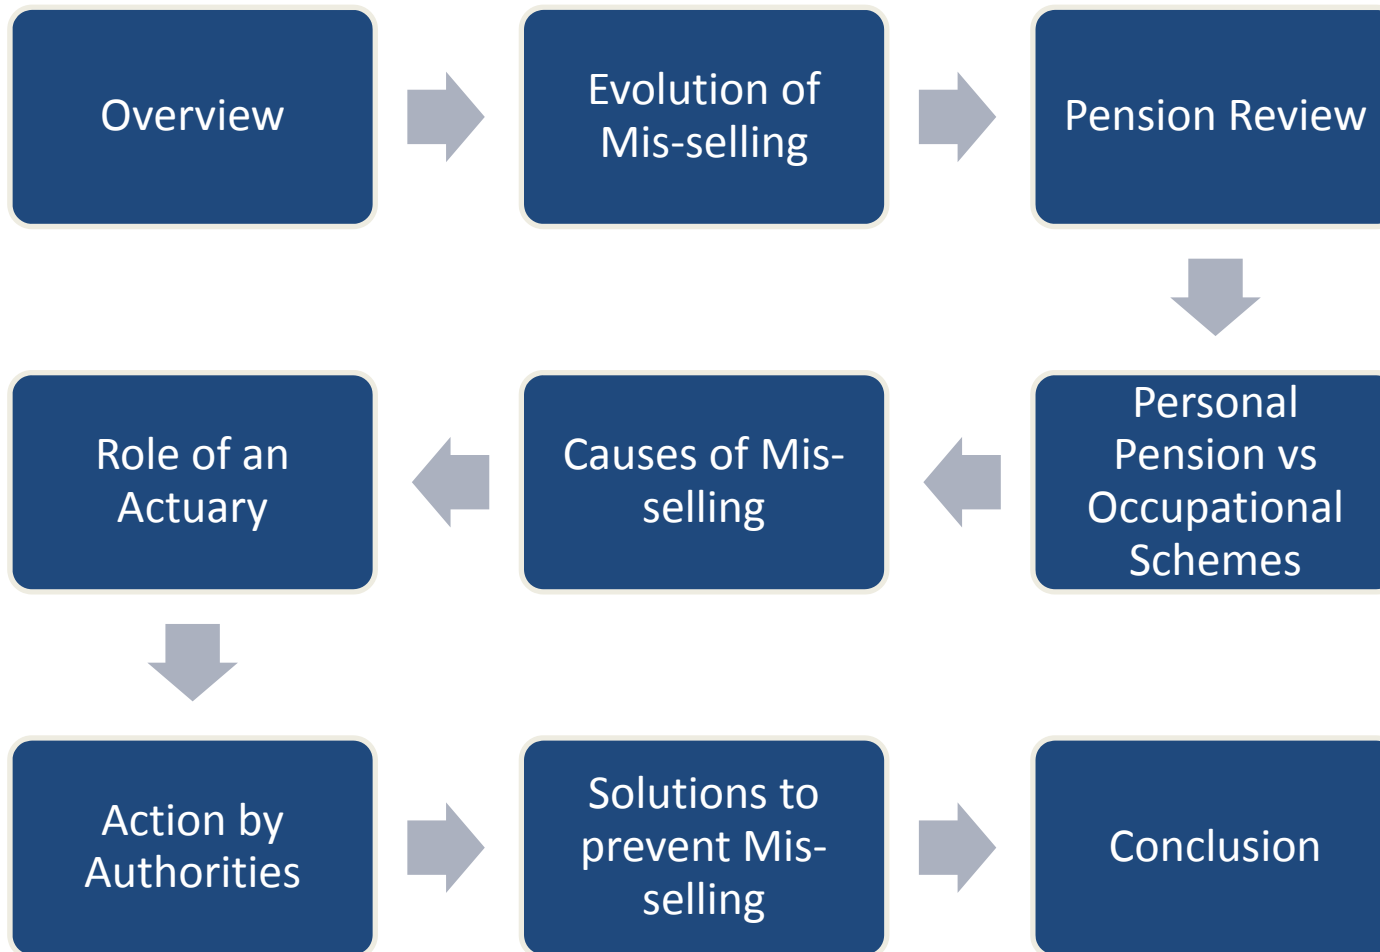 Overview
Evolution of
Mis-selling
Pension Review
Personal
Pension vs
Occupational
Schemes
Causes of Mis-
selling
Role of an
Actuary
Action by
Authorities
Solutions to
prevent Mis-
selling
Conclusion